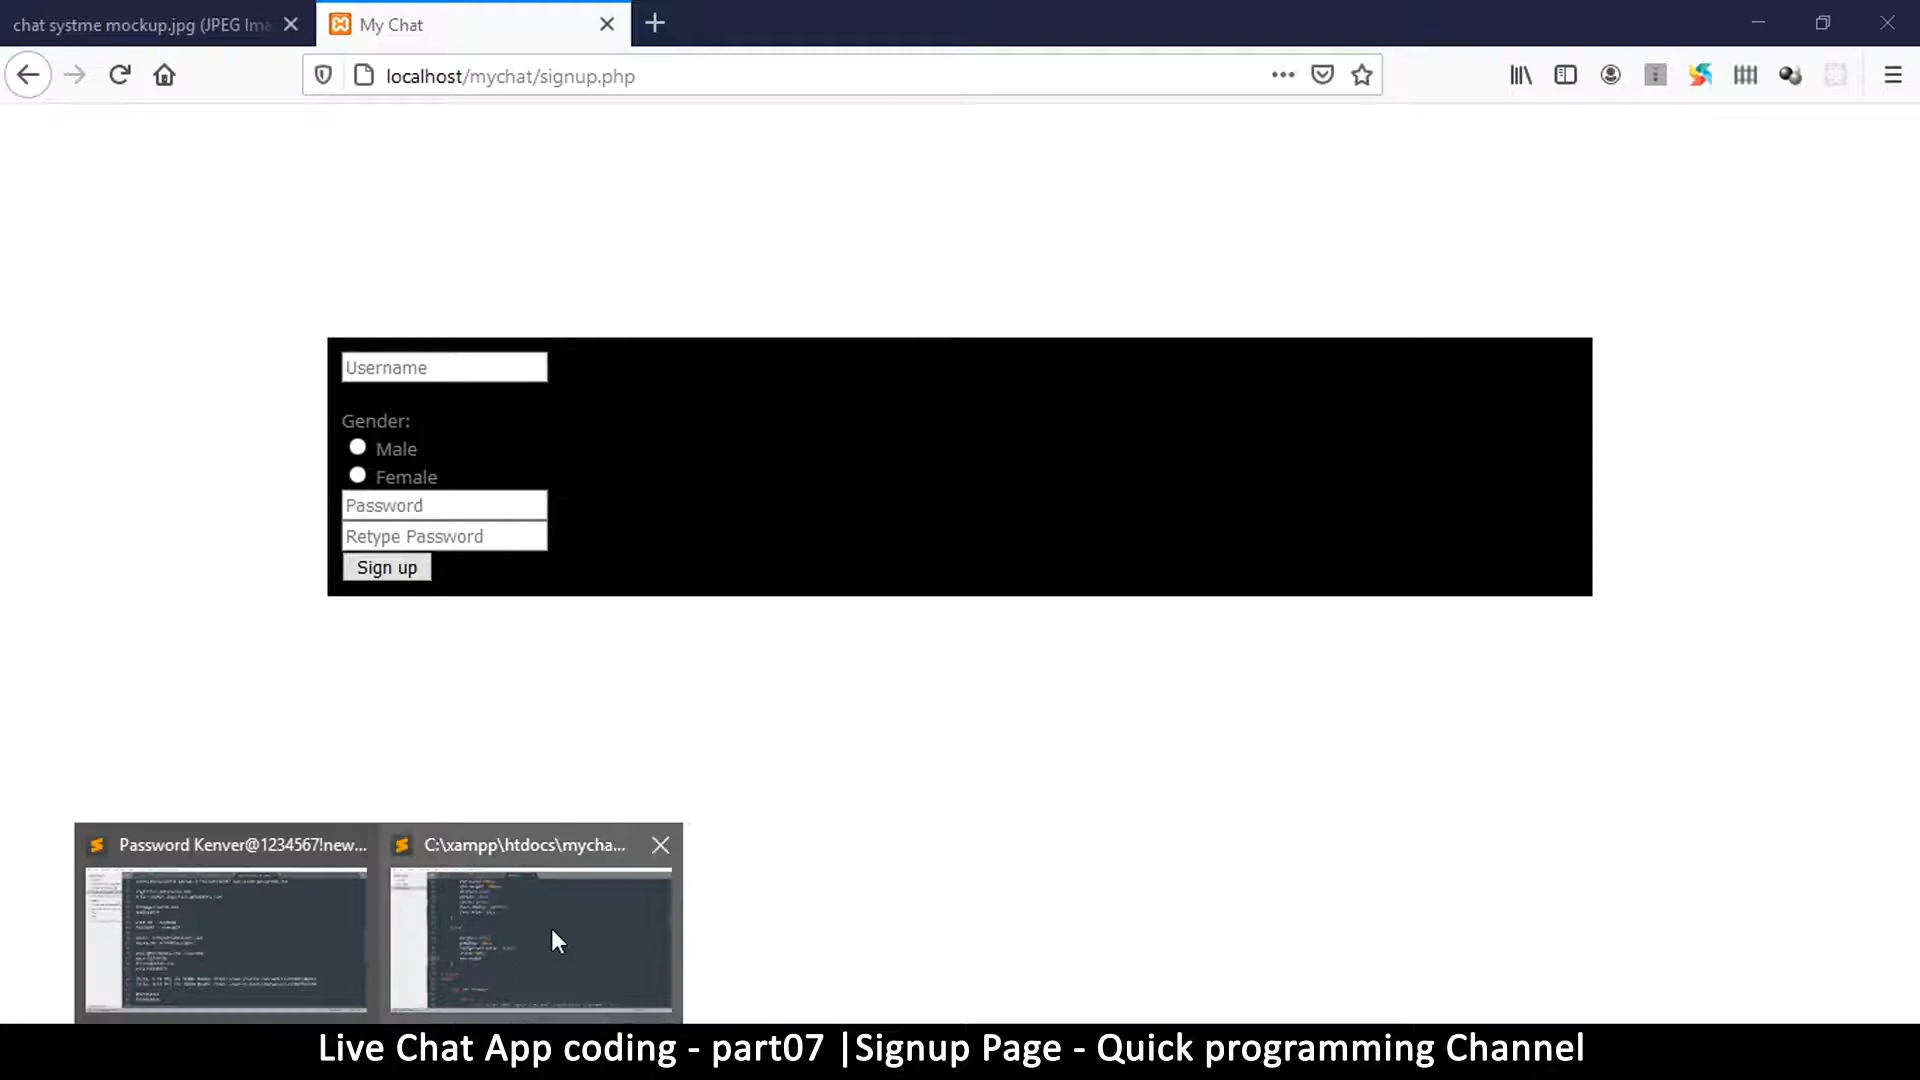 chat systme mockup.jpg (JPEG Ima
My Chat
localhost/mychat/signup.php
Username
Gender:
Male
Female
Password
Retype Password
Sign up
Password Kenver@1234567!new...
C:\xampp\htdocs\mycha...
Live Chat App coding - part07 |Signup Page - Quick programming Channel